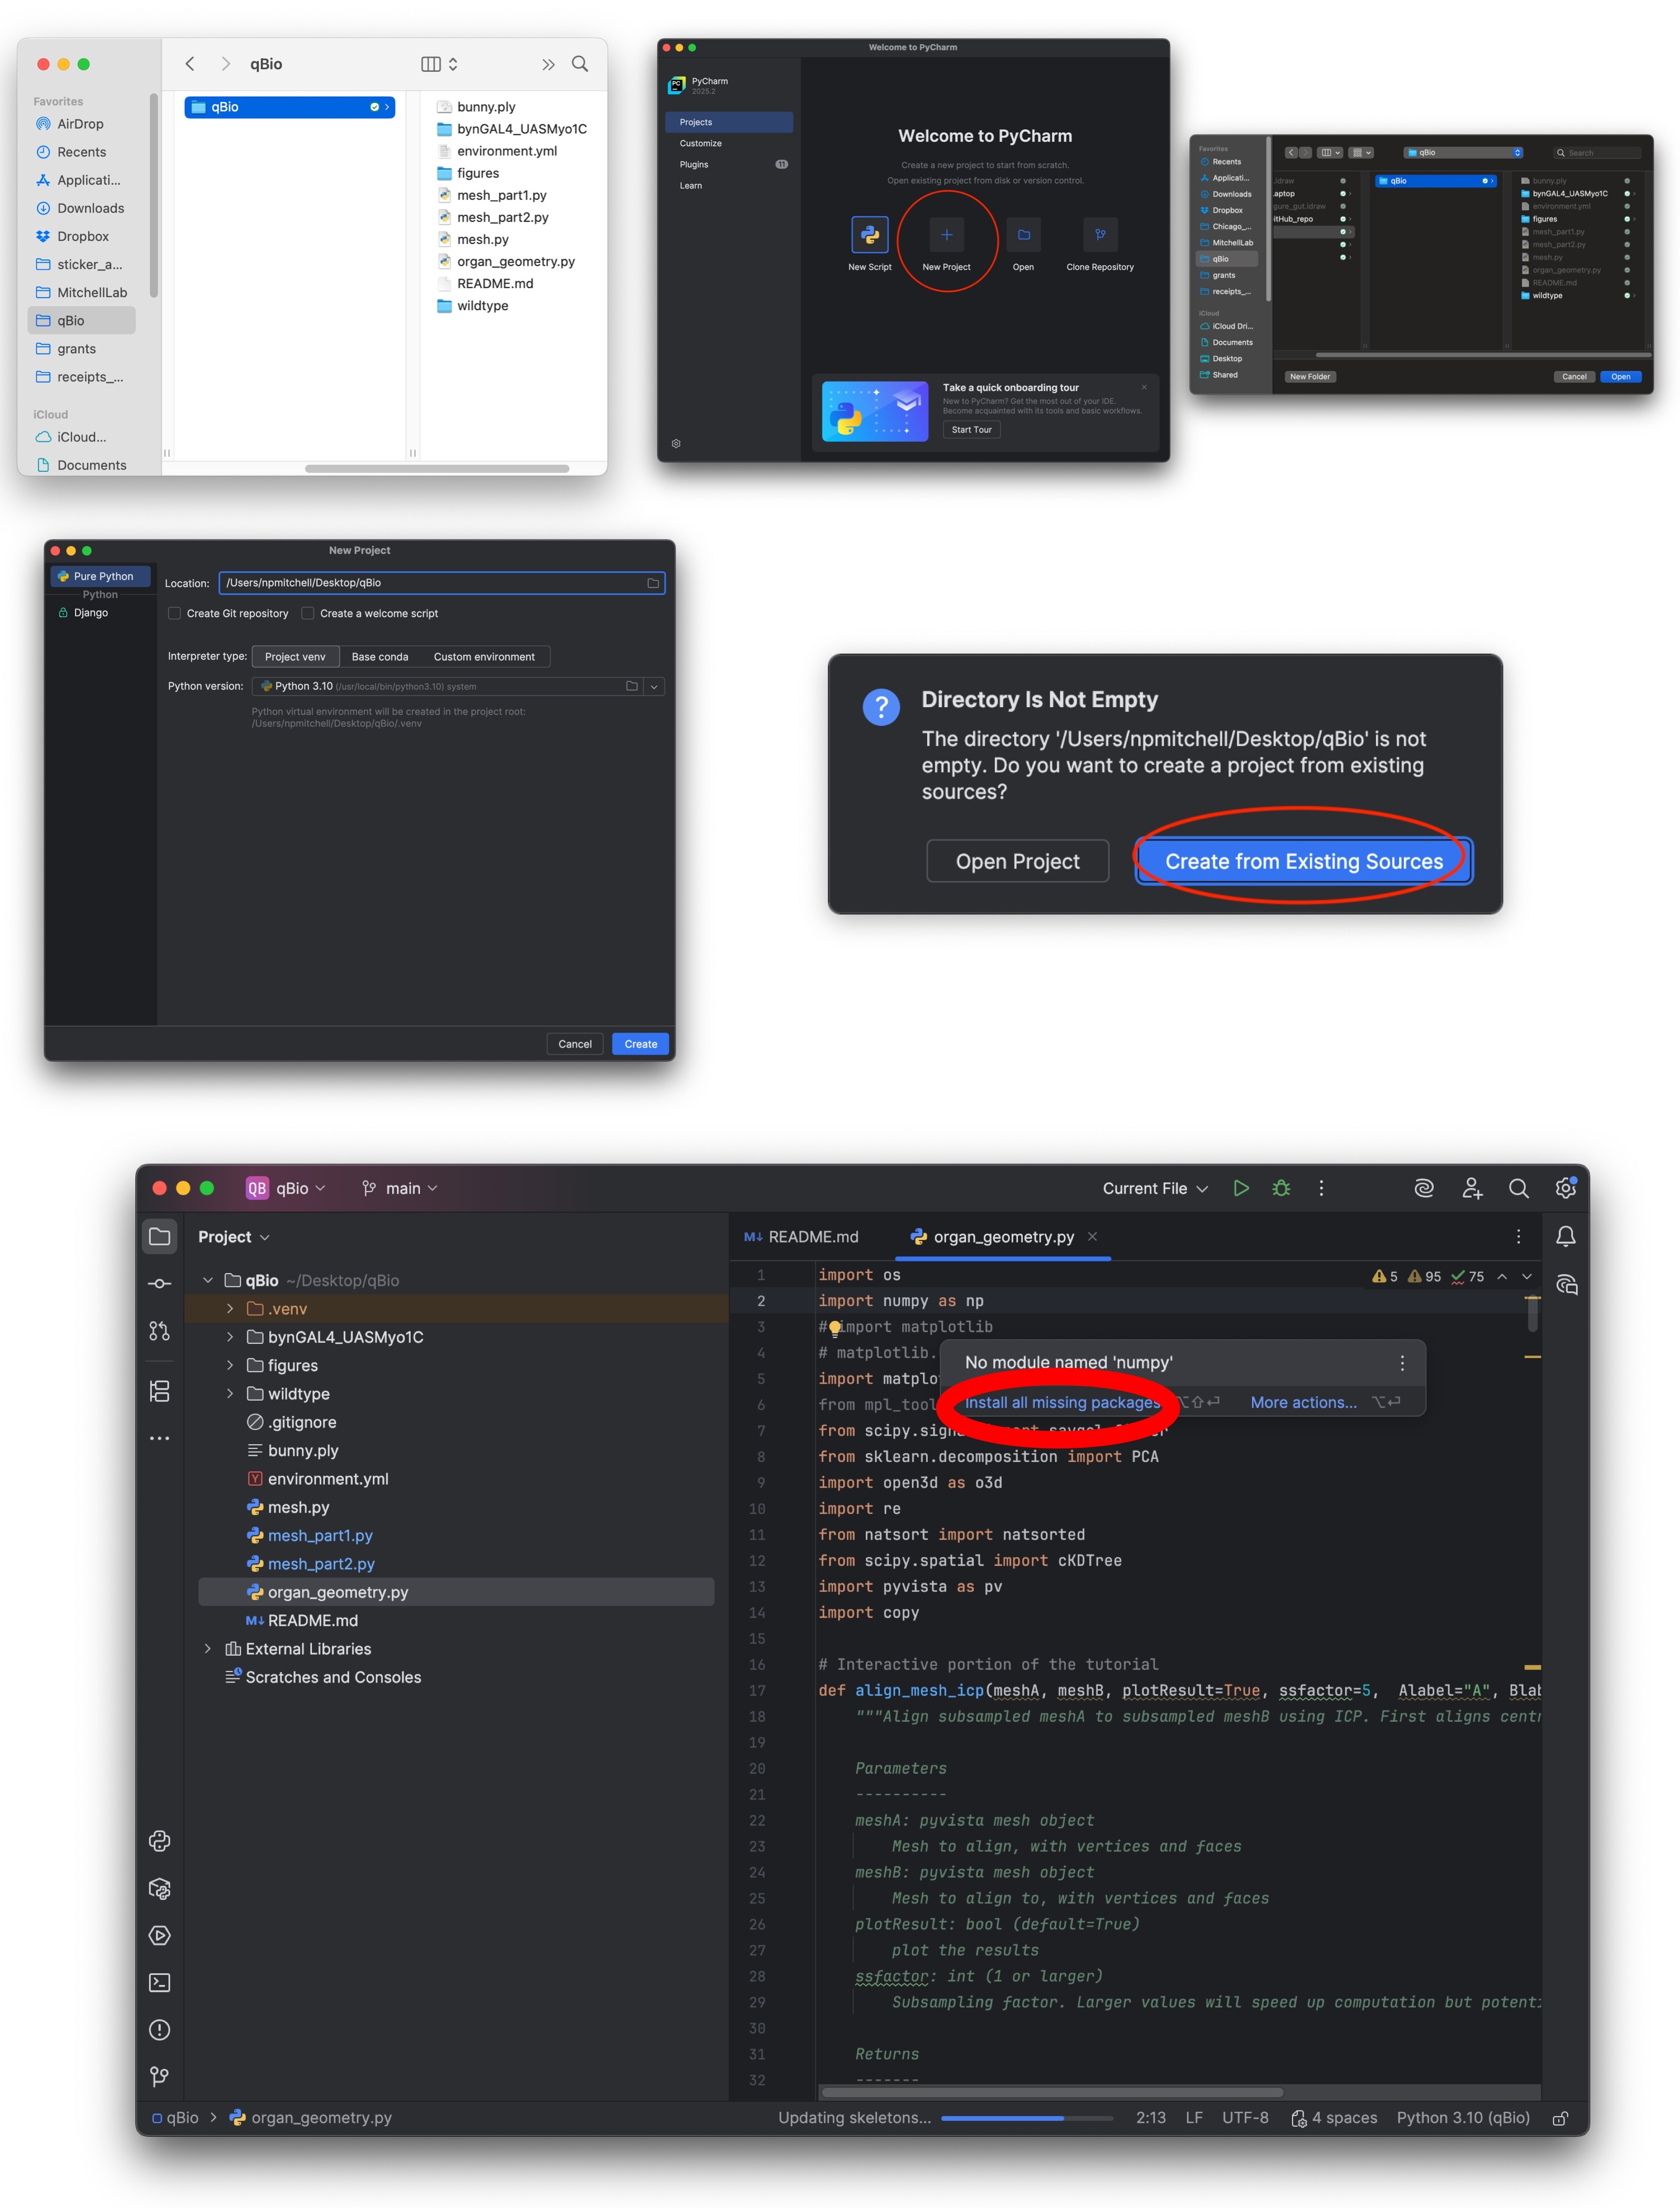 qBio
Favorites
AirDrop
Recents
Applicati...
Downloads
Dropbox
sticker_a...
MitchellLab
qBio
grants
receipts_...
iCloud
iCloud...
Documents
qBio
bunny.ply
bynGAL4_UASMyo1C
environment.yml
figures
mesh_part1.py
mesh_part2.py
mesh.py
organ_geometry.py
README.md
wildtype
Welcome to PyCharm
PC
PyCharm
2025.2
Projects
Customize
Plugins 11
Learn
Welcome to PyCharm
Create a new project to start from scratch.
Open existing project from disk or version control.
New Script
New Project
Open
Clone Repository
Take a quick onboarding tour
New to PyCharm? Get the most out of your IDE.
Become acquainted with its tools and basic workflows.
Start Tour
Favorites
Recents
Applicati...
Downloads
Dropbox
Chicago_...
MitchellLab
qBio
grants
receipts_...
iCloud
iCloud Dri...
Documents
Desktop
Shared
qBio
Search
.idraw
aptop
gure_gut.idraw
itHub_repo
qBio
bunny.ply
bynGAL4_UASMyo1C
environment.yml
figures
mesh_part1.py
mesh_part2.py
mesh.py
organ_geometry.py
README.md
wildtype
New Folder
Cancel
Open
New Project
Pure Python
Python
Django
Location: /Users/npmitchell/Desktop/qBio
Create Git repository Create a welcome script
Interpreter type: Project venv Base conda Custom environment
Python version: Python 3.10 (/usr/local/bin/python3.10) system
Python virtual environment will be created in the project root:
/Users/npmitchell/Desktop/qBio/.venv
Cancel
Create
?
Directory Is Not Empty
The directory '/Users/npmitchell/Desktop/qBio' is not
empty. Do you want to create a project from existing
sources?
Open Project
Create from Existing Sources
QB qBio main
Current File
Project
qBio ~/Desktop/qBio
.venv
bynGAL4_UASMyo1C
figures
wildtype
.gitignore
bunny.ply
environment.yml
mesh.py
mesh_part1.py
mesh_part2.py
organ_geometry.py
M↓ README.md
External Libraries
Scratches and Consoles
M↓ README.md
organ_geometry.py
5 95 75
1 import os
2 import numpy as np
3 # import matplotlib
4 # matplotlib.
5 import matplo
6 from mpl_tool
7 from scipy.sign
8 from sklearn.decomposition import PCA
9 import open3d as o3d
10 import re
11 from natsort import natsorted
12 from scipy.spatial import cKDTree
13 import pyvista as pv
14 import copy
15
16 # Interactive portion of the tutorial
17 def align_mesh_icp(meshA, meshB, plotResult=True, ssfactor=5, Alabel="A", Blab
18 """Align subsampled meshA to subsampled meshB using ICP. First aligns cent
19
20 Parameters
21 ----------
22 meshA: pyvista mesh object
23 Mesh to align, with vertices and faces
24 meshB: pyvista mesh object
25 Mesh to align to, with vertices and faces
26 plotResult: bool (default=True)
27 plot the results
28 ssfactor: int (1 or larger)
29 Subsampling factor. Larger values will speed up computation but potent
30
31 Returns
32 -------
No module named 'numpy'
Install all missing packages ⌥⇧⏎ More actions... ⌥⏎
qBio > organ_geometry.py
Updating skeletons... 2:13 LF UTF-8 4 spaces Python 3.10 (qBio)